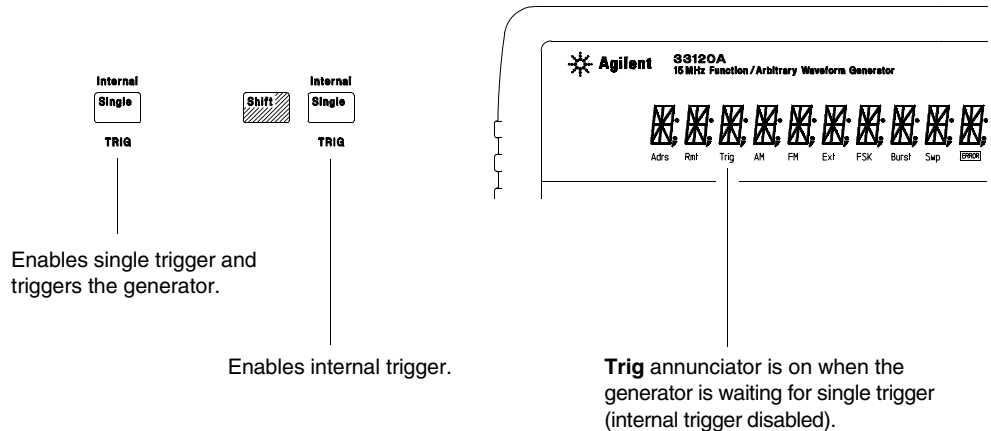 Internal
Single
TRIG
Enables single trigger and
triggers the generator.
Shift
Internal
Single
TRIG
Enables internal trigger.
Agilent
33120A
15 MHz Function / Arbitrary Waveform Generator
Adrs Rmt Trig AM FM Ext FSK Burst Swp ERROR
Trig annunciator is on when the
generator is waiting for single trigger
(internal trigger disabled).